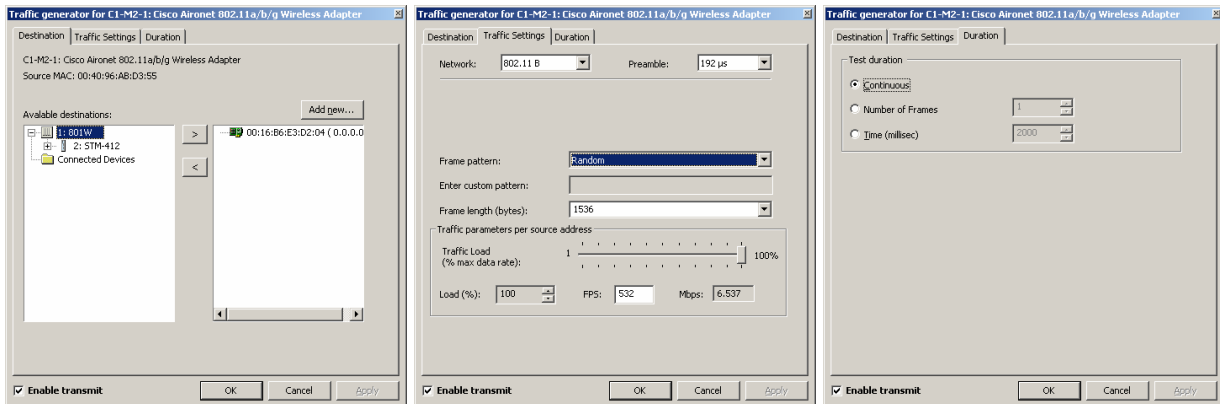 Traffic generator for C1-M2-1: Cisco Aironet 802.11a/b/g Wireless Adapter
Destination Traffic Settings Duration
C1-M2-1: Cisco Aironet 802.11a/b/g Wireless Adapter
Source MAC: 00:40:96:AB:D3:55
Add new...
Available destinations:
1: 801W
2: STM-412
Connected Devices
>
<
00:16:B6:E3:D2:04 ( 0.0.0.0
Enable transmit
OK Cancel Apply
Traffic generator for C1-M2-1: Cisco Aironet 802.11a/b/g Wireless Adapter
Destination Traffic Settings Duration
Network: 802.11 B Preamble: 192 µs
Frame pattern: Random
Enter custom pattern:
Frame length (bytes): 1536
Traffic parameters per source address
Traffic Load
(% max data rate): 1 100%
Load (%): 100 FPS: 532 Mbps: 6.537
Enable transmit
OK Cancel Apply
Traffic generator for C1-M2-1: Cisco Aironet 802.11a/b/g Wireless Adapter
Destination Traffic Settings Duration
Test duration
Continuous
Number of Frames 1
Time (millisec) 2000
Enable transmit
OK Cancel Apply